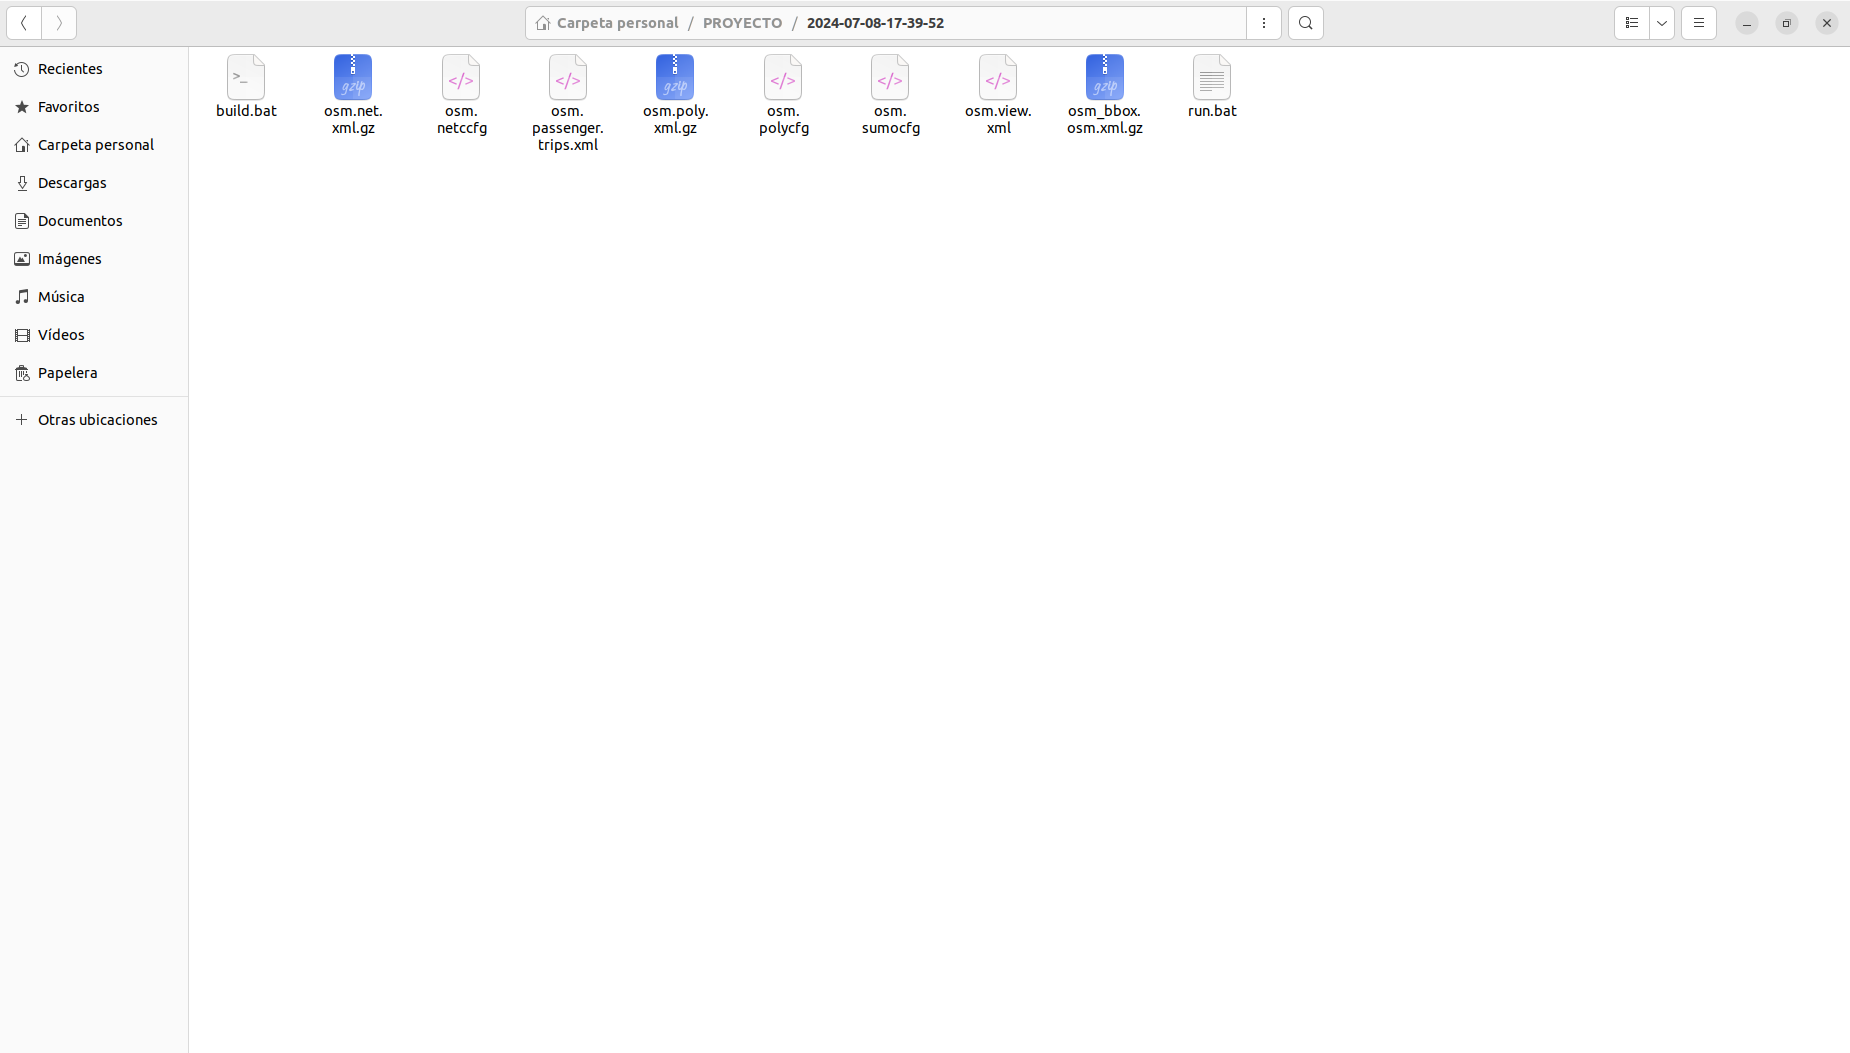 Carpeta personal / PROYECTO / 2024-07-08-17-39-52
Recientes
Favoritos
Carpeta personal
Descargas
Documentos
Imágenes
Música
Vídeos
Papelera
Otras ubicaciones
>_
build.bat
gzip
osm.net.
xml.gz
</>
osm.
netccfg
</>
osm.
passenger.
trips.xml
gzip
osm.poly.
xml.gz
</>
osm.
polycfg
</>
osm.
sumocfg
</>
osm.view.
xml
gzip
osm_bbox.
osm.xml.gz
run.bat